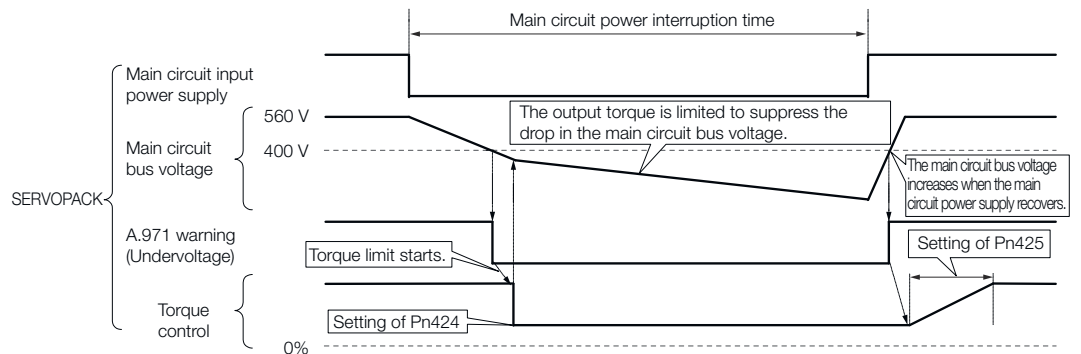 Main circuit power interruption time
Main circuit input
power supply
The output torque is limited to suppress the
drop in the main circuit bus voltage.
560 V
400 V
Main circuit
bus voltage
The main circuit bus voltage
increases when the main
circuit power supply recovers.
SERVOPACK
A.971 warning
(Undervoltage)
Torque limit starts.
Setting of Pn425
Torque
control
Setting of Pn424
0%